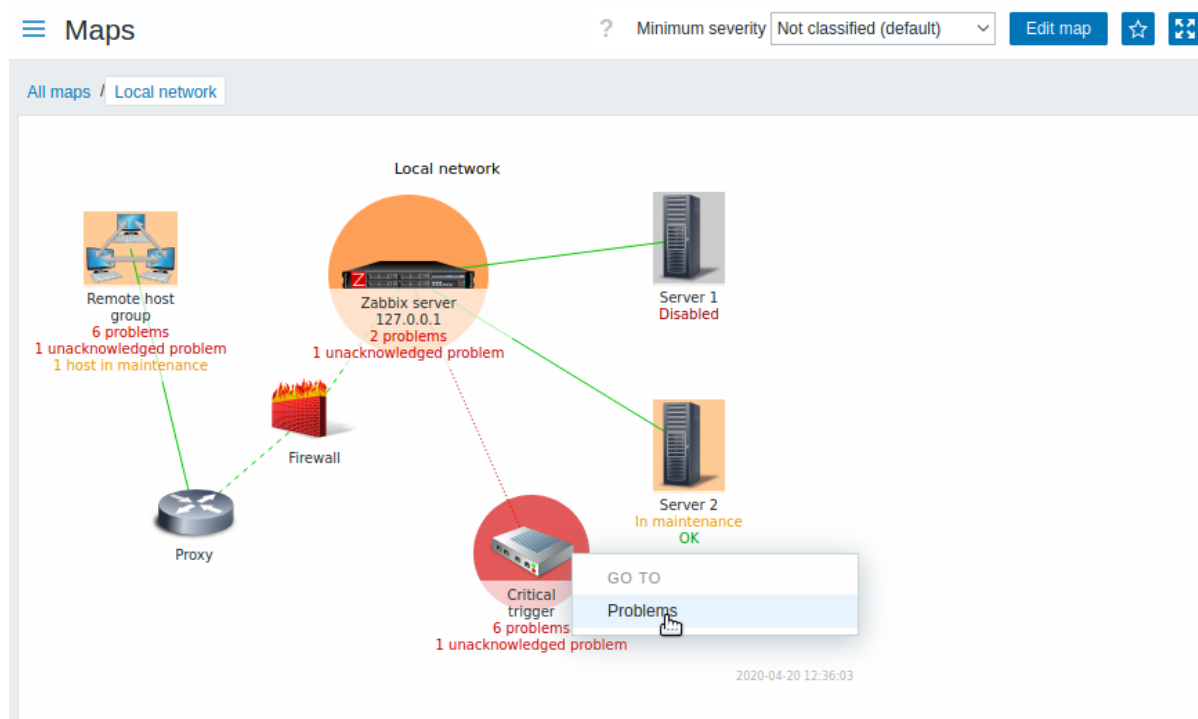 Maps
? Minimum severity Not classified (default) Edit map
All maps / Local network
Local network
Remote host
group
6 problems
1 unacknowledged problem
1 host in maintenance
Z
Zabbix server
127.0.0.1
2 problems
1 unacknowledged problem
Server 1
Disabled
Firewall
Server 2
In maintenance
OK
Proxy
Critical
trigger
6 problems
1 unacknowledged problem
GO TO
Problems
2020-04-20 12:36:03